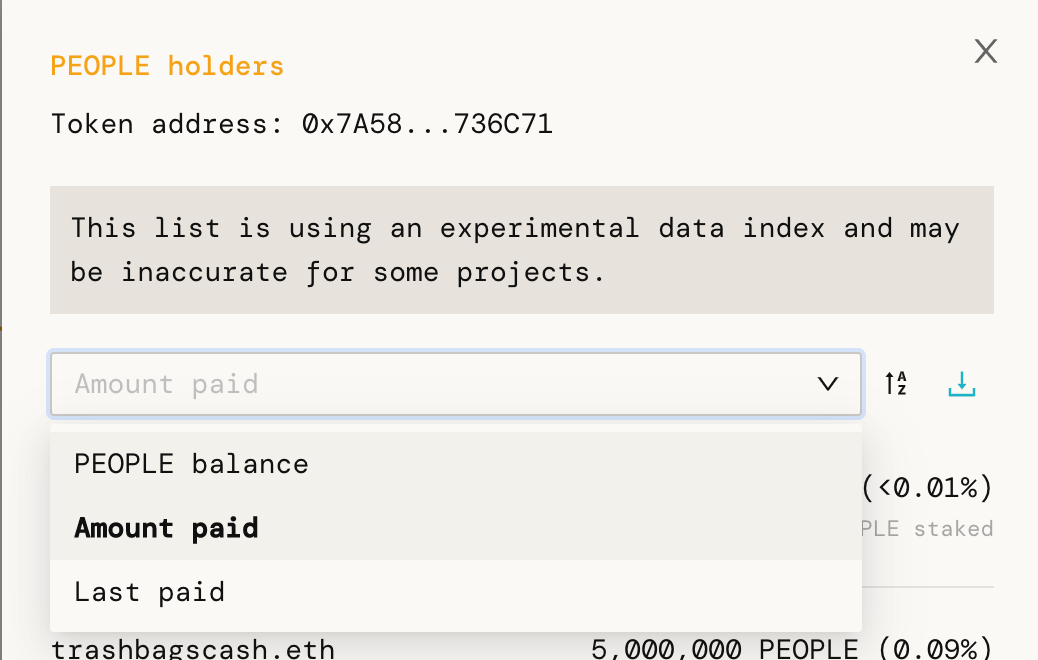 PEOPLE holders
X
Token address: 0x7A58...736C71
This list is using an experimental data index and may
be inaccurate for some projects.
Amount paid
A
Z
PEOPLE balance
(<0.01%)
Amount paid
PLE staked
Last paid
trashbagscash.eth 5,000,000 PEOPLE (0.09%)